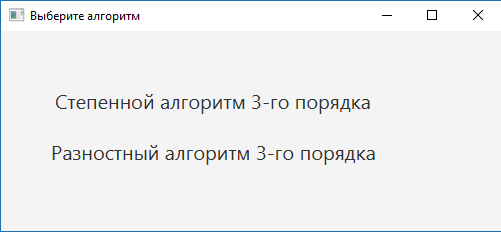 Выберите алгоритм
Степенной алгоритм 3-го порядка
Разностный алгоритм 3-го порядка